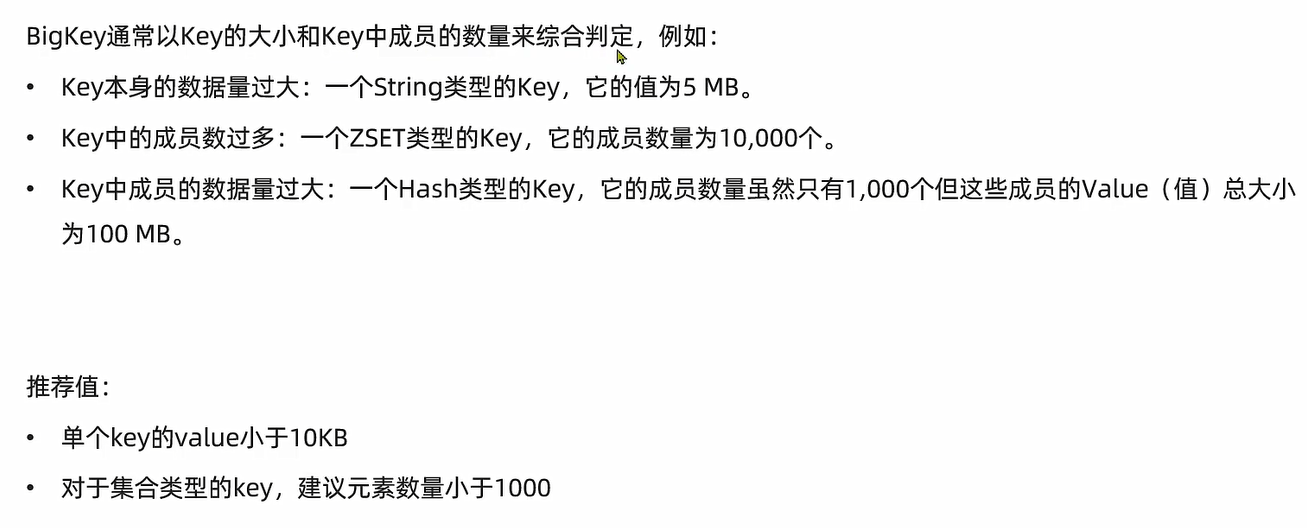 BigKey通常以Key的大小和Key中成员的数量来综合判定，例如：
• Key本身的数据量过大：一个String类型的Key，它的值为5 MB。
• Key中的成员数过多：一个ZSET类型的Key，它的成员数量为10,000个。
• Key中成员的数据量过大：一个Hash类型的Key，它的成员数量虽然只有1,000个但这些成员的Value（值）总大小
为100 MB。
推荐值：
• 单个key的value小于10KB
• 对于集合类型的key，建议元素数量小于1000